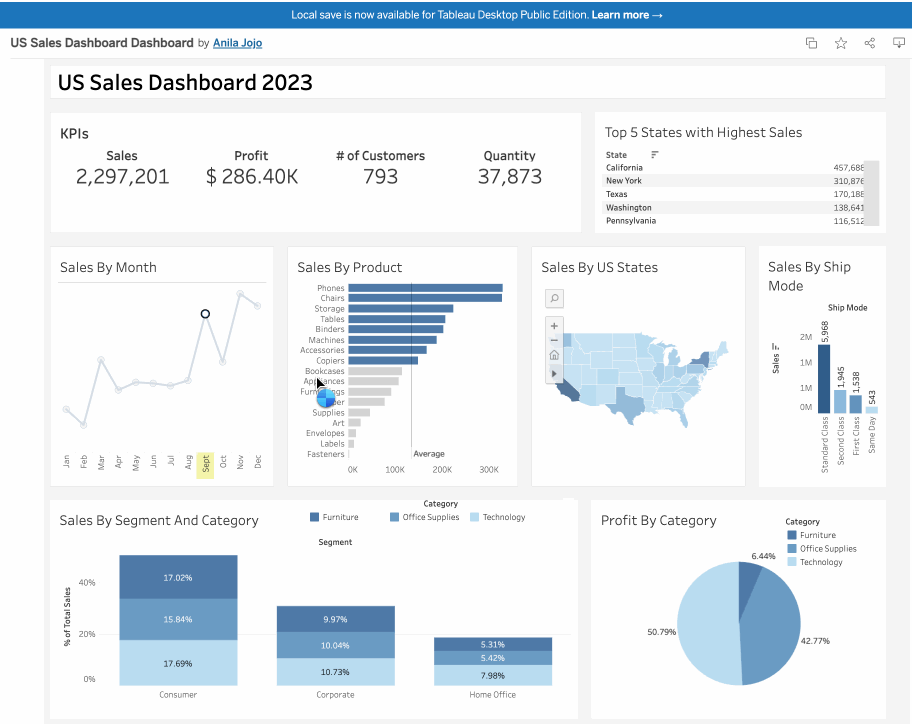 Local save is now available for Tableau Desktop Public Edition. Learn more →
US Sales Dashboard Dashboard by Anila Jojo
US Sales Dashboard 2023
KPIs
Sales Profit # of Customers Quantity
2,297,201 $ 286.40K 793 37,873
Top 5 States with Highest Sales
State
California 457,688
New York 310,876
Texas 170,188
Washington 138,641
Pennsylvania 116,512
Sales By Month
Jan Feb Mar Apr May Jun Jul Aug Sept Oct Nov Dec
Sales By Product
Phones
Chairs
Storage
Tables
Binders
Machines
Accessories
Copiers
Bookcases
Supplies
Art
Envelopes
Labels
Fasteners
Average
0K 100K 200K 300K
Sales By US States
Sales By Ship
Mode
Ship Mode
Sales
2M
1M
1M
0M
5,968 1,945 1,538 543
Standard Class Second Class First Class Same Day
Sales By Segment And Category
Category
Furniture Office Supplies Technology
Segment
% of Total Sales
40%
20%
0%
17.02%
15.84%
17.69%
9.97%
10.04%
10.73%
5.31%
5.42%
7.98%
Consumer Corporate Home Office
Profit By Category
Category
Furniture
Office Supplies
Technology
6.44%
50.79%
42.77%